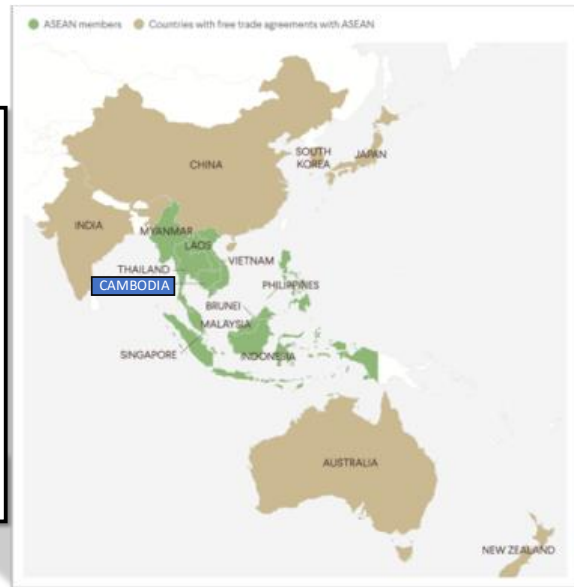 ASEAN members Countries with free trade agreements with ASEAN
SOUTH KOREA
JAPAN
CHINA
INDIA
MYANMAR
LAOS
VIETNAM
THAILAND
CAMBODIA
PHILIPPINES
BRUNEI
MALAYSIA
SINGAPORE
INDONESIA
AUSTRALIA
NEW ZEALAND